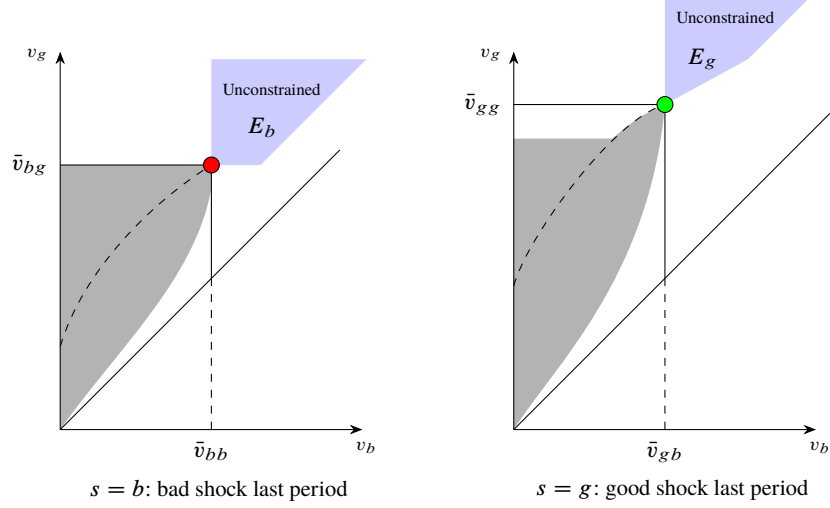 v_g
Unconstrained
E_b
v̄_bg
v_b
v̄_bb
s = b: bad shock last period
v_g
Unconstrained
E_g
v̄_gg
v_b
v̄_gb
s = g: good shock last period